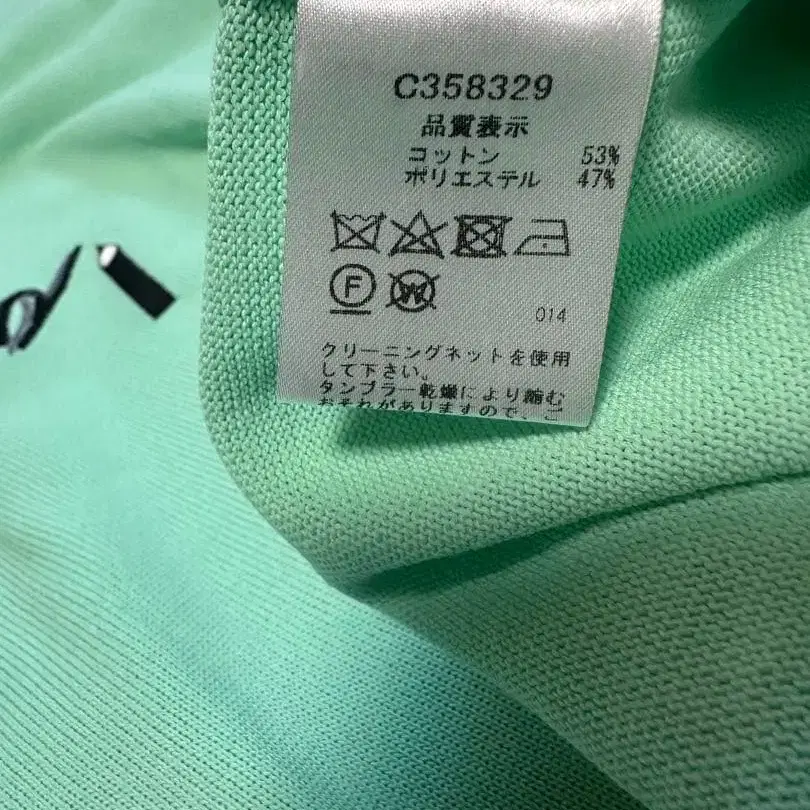 C358329
品質表示
コットン 53%
ポリエステル 47%
F W
014
クリーニングネットを使用
して下さい。
タンブラー乾燥により縮む
おそれがありますので、ご